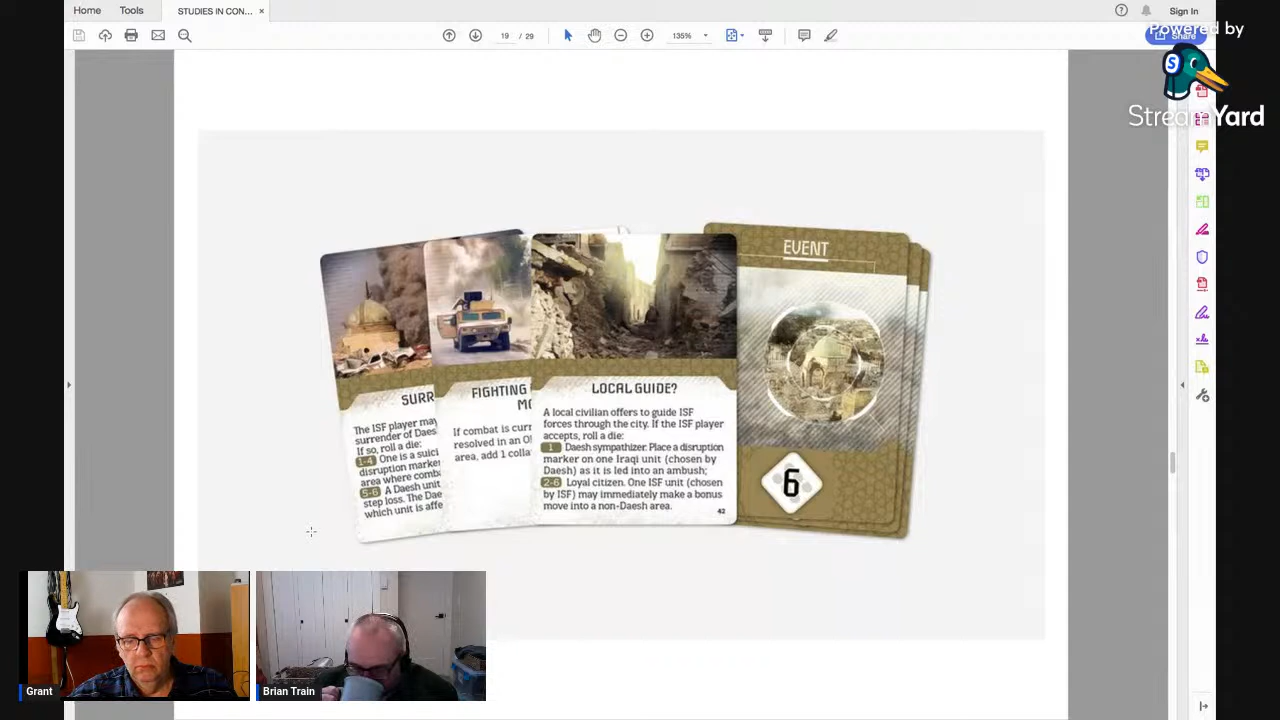 Home
Tools
STUDIES IN CON...
Sign In
/ 29
135%
Share
Powered by
StreamYard
EVENT
6
SURR
The ISF player may
surrender of Daes
If so, roll a die:
1-4 One is a suici
disruption marke
area where comb
5-6 A Daesh unit
step loss. The Dae
which unit is affe
FIGHTING
MO
If combat is curr
resolved in an O
area, add 1 colla
LOCAL GUIDE?
A local civilian offers to guide ISF
forces through the city. If the ISF player
accepts, roll a die:
1 Daesh sympathizer. Place a disruption
marker on one Iraqi unit (chosen by
Daesh) as it is led into an ambush;
2-6 Loyal citizen. One ISF unit (chosen
by ISF) may immediately make a bonus
move into a non-Daesh area.
42
Grant
Brian Train